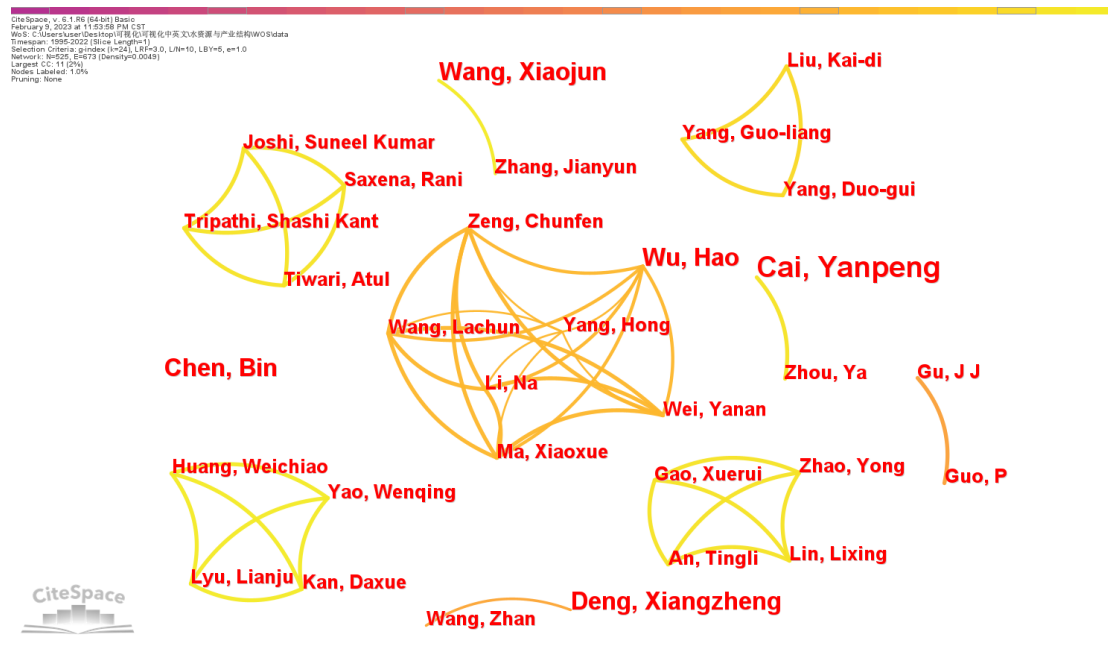 CiteSpace, v. 6.1.R6 (64-bit) Basic
February 9, 2023 at 11:53:58 PM CST
WoS: C:\Users\user\Desktop\可视化\可视化中英文\水资源与产业结构\WOS\data
Timespan: 1995-2022 (Slice Length=1)
Selection Criteria: g-index (k=24), LRF=3.0, L/N=10, LBY=5, e=1.0
Network: N=525, E=673 (Density=0.0049)
Largest CC: 11 (2%)
Nodes Labeled: 1.0%
Pruning: None
Wang, Xiaojun
Liu, Kai-di
Yang, Guo-liang
Joshi, Suneel Kumar
Zhang, Jianyun
Saxena, Rani
Yang, Duo-gui
Tripathi, Shashi Kant
Zeng, Chunfen
Wu, Hao
Cai, Yanpeng
Tiwari, Atul
Wang, Lachun
Yang, Hong
Chen, Bin
Li, Na
Zhou, Ya
Gu, J J
Wei, Yanan
Ma, Xiaoxue
Huang, Weichiao
Gao, Xuerui
Zhao, Yong
Guo, P
Yao, Wenqing
An, Tingli
Lin, Lixing
Lyu, Lianju
Kan, Daxue
CiteSpace
Deng, Xiangzheng
Wang, Zhan